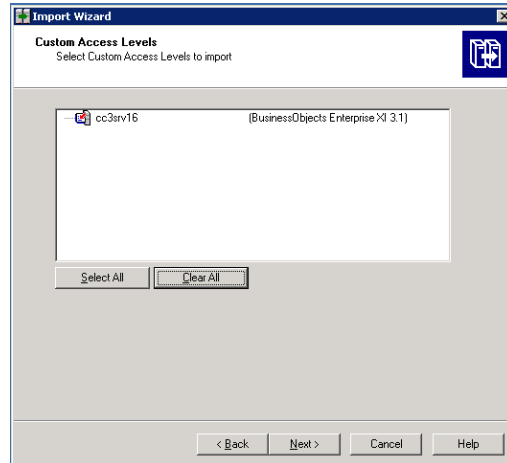 Import Wizard
Custom Access Levels
Select Custom Access Levels to import
cc3srv16 (BusinessObjects Enterprise XI 3.1)
Select All Clear All
< Back Next > Cancel Help